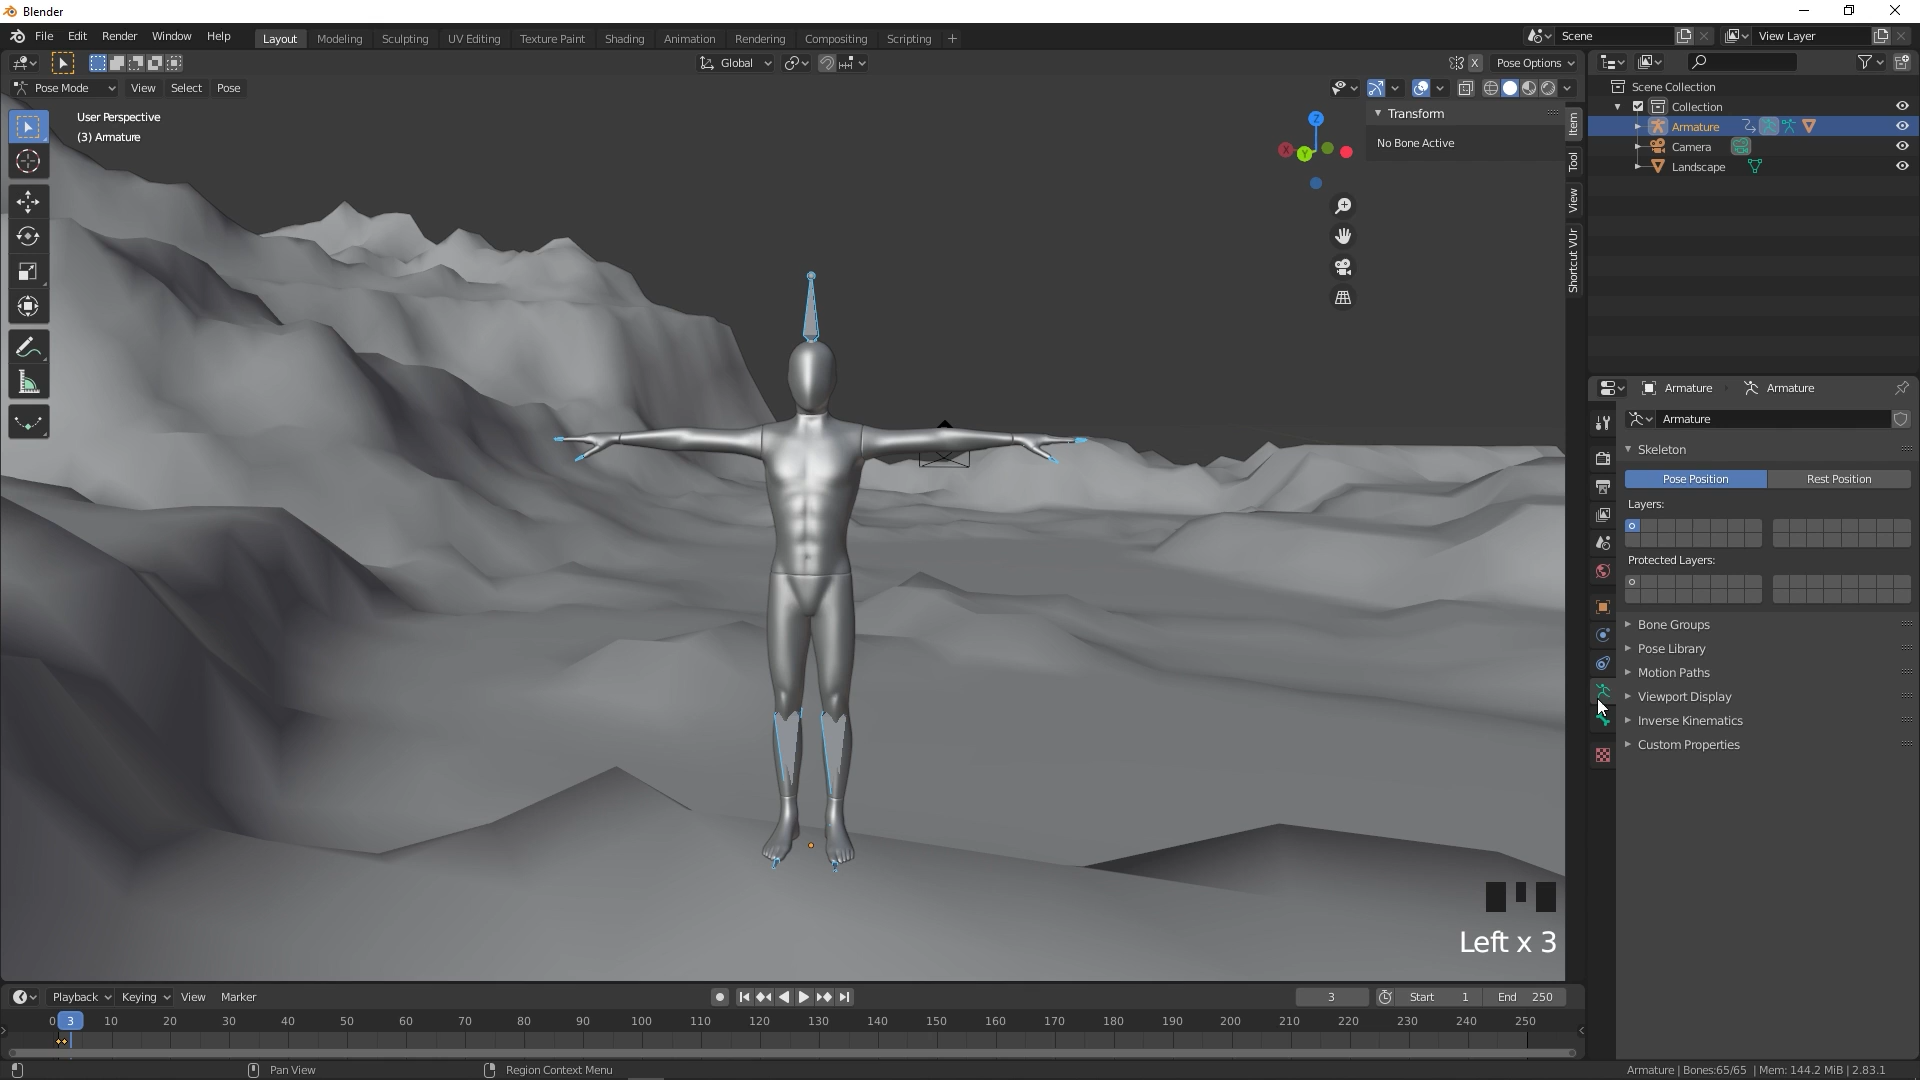 Blender
File Edit Render Window Help
Layout Modeling Sculpting UV Editing Texture Paint Shading Animation Rendering Compositing Scripting +
Scene
View Layer
Global
X
Pose Options
Pose Mode View Select Pose
User Perspective
(3) Armature
Transform
No Bone Active
Item
Tool
View
Shortcut VUr
Z
X
Y
Scene Collection
Collection
Armature
Camera
Landscape
Armature
Armature
Armature
Skeleton
Pose Position Rest Position
Layers:
Protected Layers:
Bone Groups
Pose Library
Motion Paths
Viewport Display
Inverse Kinematics
Custom Properties
Left x 3
Playback Keying View Marker
3 Start 1 End 250
0 3 10 20 30 40 50 60 70 80 90 100 110 120 130 140 150 160 170 180 190 200 210 220 230 240 250
Pan View
Region Context Menu
Armature | Bones:65/65 | Mem: 144.2 MiB | 2.83.1